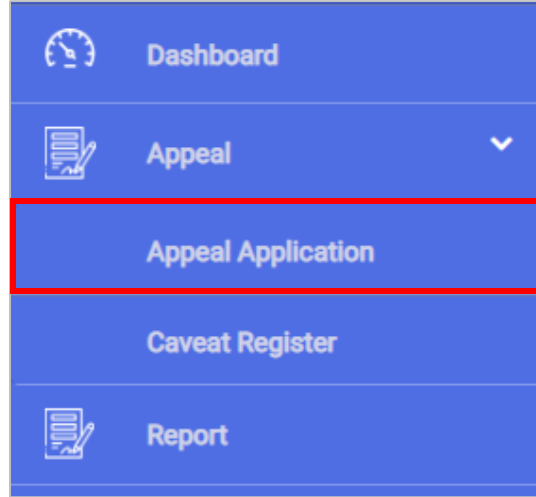 Dashboard
Appeal
Appeal Application
Caveat Register
Report